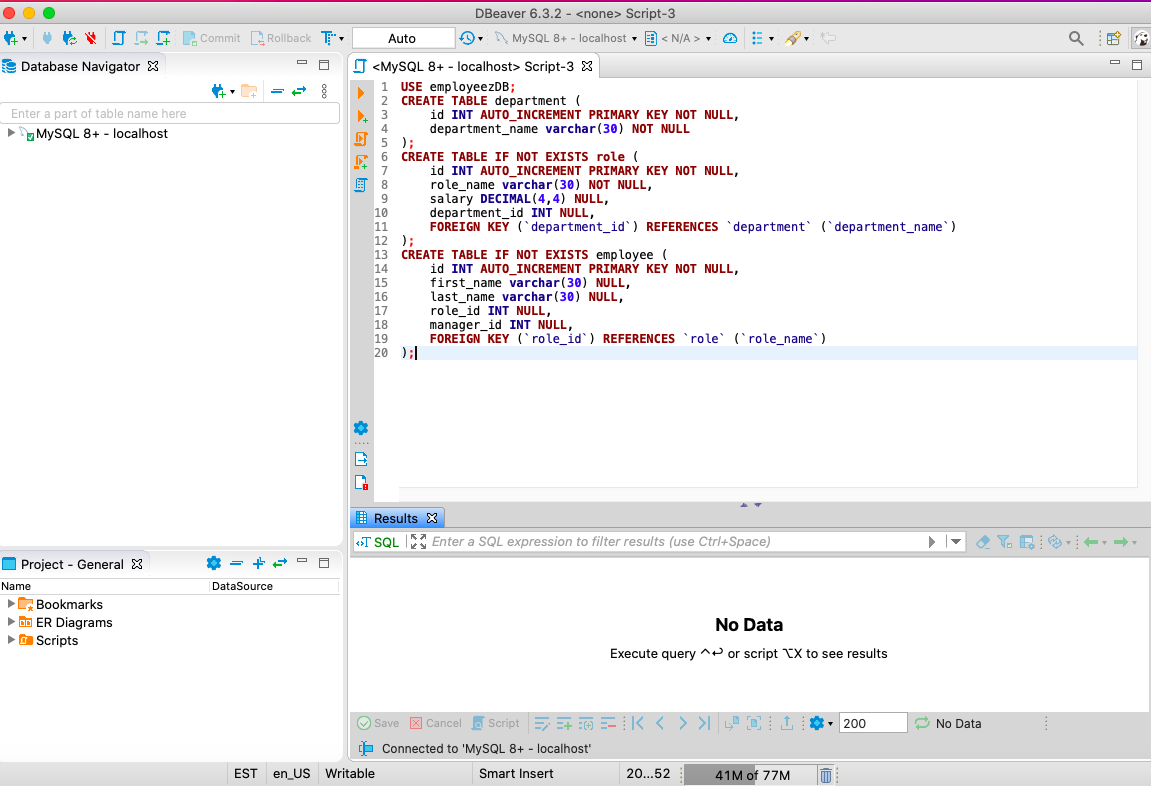 DBeaver 6.3.2 - <none> Script-3
Commit Rollback Auto MySQL 8+ - localhost < N/A >
Database Navigator
Enter a part of table name here
MySQL 8+ - localhost
<MySQL 8+ - localhost> Script-3
1 USE employeezDB;
2 CREATE TABLE department (
3 id INT AUTO_INCREMENT PRIMARY KEY NOT NULL,
4 department_name varchar(30) NOT NULL
5 );
6 CREATE TABLE IF NOT EXISTS role (
7 id INT AUTO_INCREMENT PRIMARY KEY NOT NULL,
8 role_name varchar(30) NOT NULL,
9 salary DECIMAL(4,4) NULL,
10 department_id INT NULL,
11 FOREIGN KEY (`department_id`) REFERENCES `department` (`department_name`)
12 );
13 CREATE TABLE IF NOT EXISTS employee (
14 id INT AUTO_INCREMENT PRIMARY KEY NOT NULL,
15 first_name varchar(30) NULL,
16 last_name varchar(30) NULL,
17 role_id INT NULL,
18 manager_id INT NULL,
19 FOREIGN KEY (`role_id`) REFERENCES `role` (`role_name`)
20 );
Results
SQL Enter a SQL expression to filter results (use Ctrl+Space)
No Data
Execute query ^↩ or script ⌥X to see results
Save Cancel Script 200 No Data
Connected to 'MySQL 8+ - localhost'
Project - General
Name DataSource
Bookmarks
ER Diagrams
Scripts
EST en_US Writable Smart Insert 20...52 41M of 77M